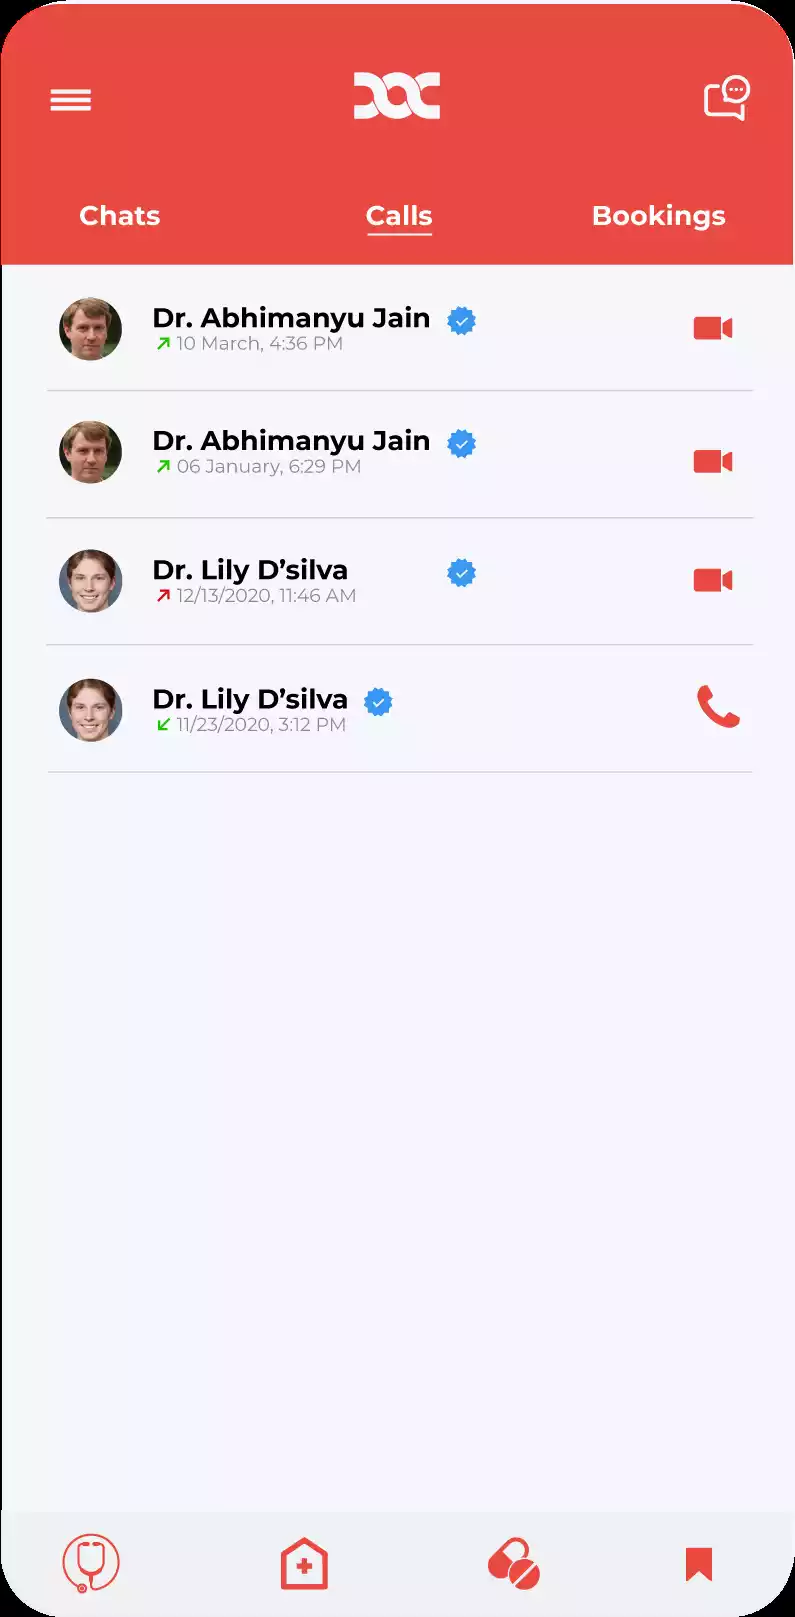 DOC
Chats
Calls
Bookings
Dr. Abhimanyu Jain
10 March, 4:36 PM
Dr. Abhimanyu Jain
06 January, 6:29 PM
Dr. Lily D’silva
12/13/2020, 11:46 AM
Dr. Lily D’silva
11/23/2020, 3:12 PM